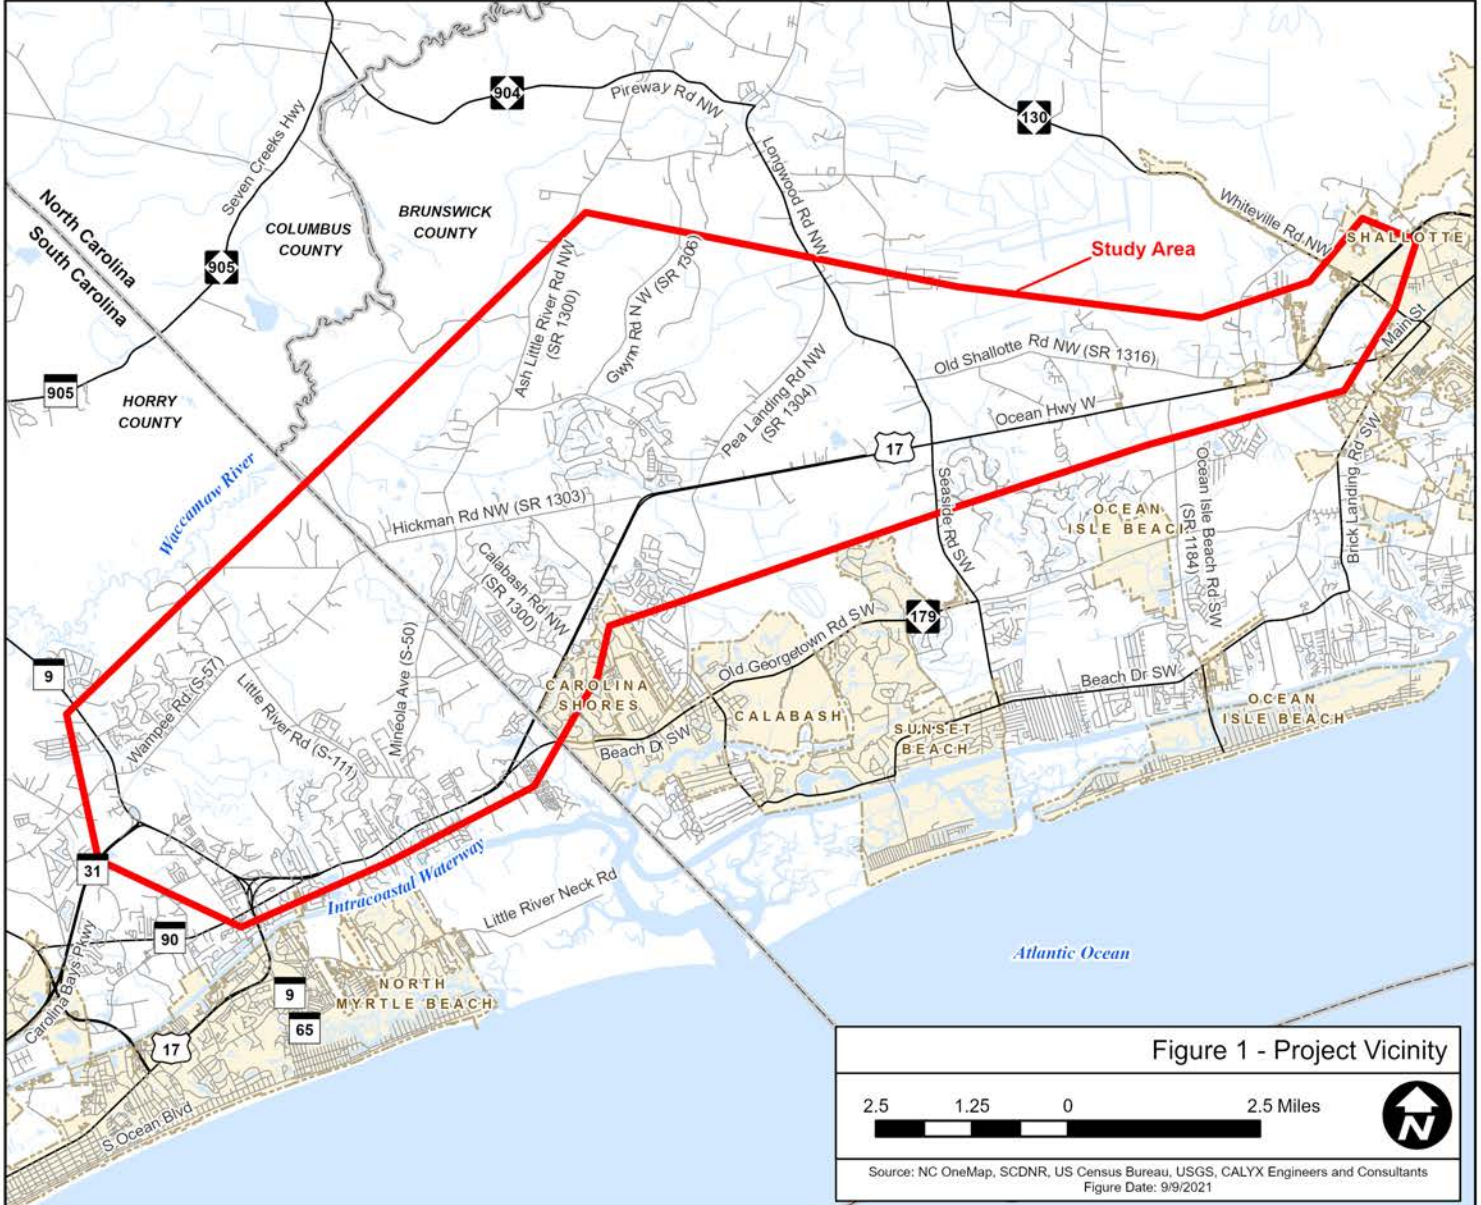 904
Pireway Rd NW
130
Seven Creeks Hwy
Longwood Rd NW
North Carolina
South Carolina
COLUMBUS
COUNTY
BRUNSWICK
COUNTY
Whiteville Rd NW
SHALLOTTE
Study Area
905
Ash Little River Rd NW
(SR 1300)
Gwynn Rd NW (SR 1306)
Main St
905
HORRY
COUNTY
Old Shallotte Rd NW (SR 1316)
Pea Landing Rd NW
(SR 1304)
Ocean Hwy W
17
Waccamaw River
Hickman Rd NW (SR 1303)
Seaside Rd SW
OCEAN
ISLE BEACH
Ocean Isle Beach Rd SW
(SR 1184)
Brick Landing Rd SW
Calabash Rd NW
(SR 1300)
179
Old Georgetown Rd SW
9
Wampee Rd (S-57)
Little River Rd (S-111)
Mineola Ave (S-50)
CAROLINA
SHORES
CALABASH
SUNSET
BEACH
Beach Dr SW
OCEAN
ISLE BEACH
Beach Dr SW
31
Intracoastal Waterway
Little River Neck Rd
90
Carolina Bays Pkwy
Atlantic Ocean
9
NORTH
MYRTLE BEACH
65
17
S Ocean Blvd
Figure 1 - Project Vicinity
2.5 1.25 0 2.5 Miles
N
Source: NC OneMap, SCDNR, US Census Bureau, USGS, CALYX Engineers and Consultants
Figure Date: 9/9/2021